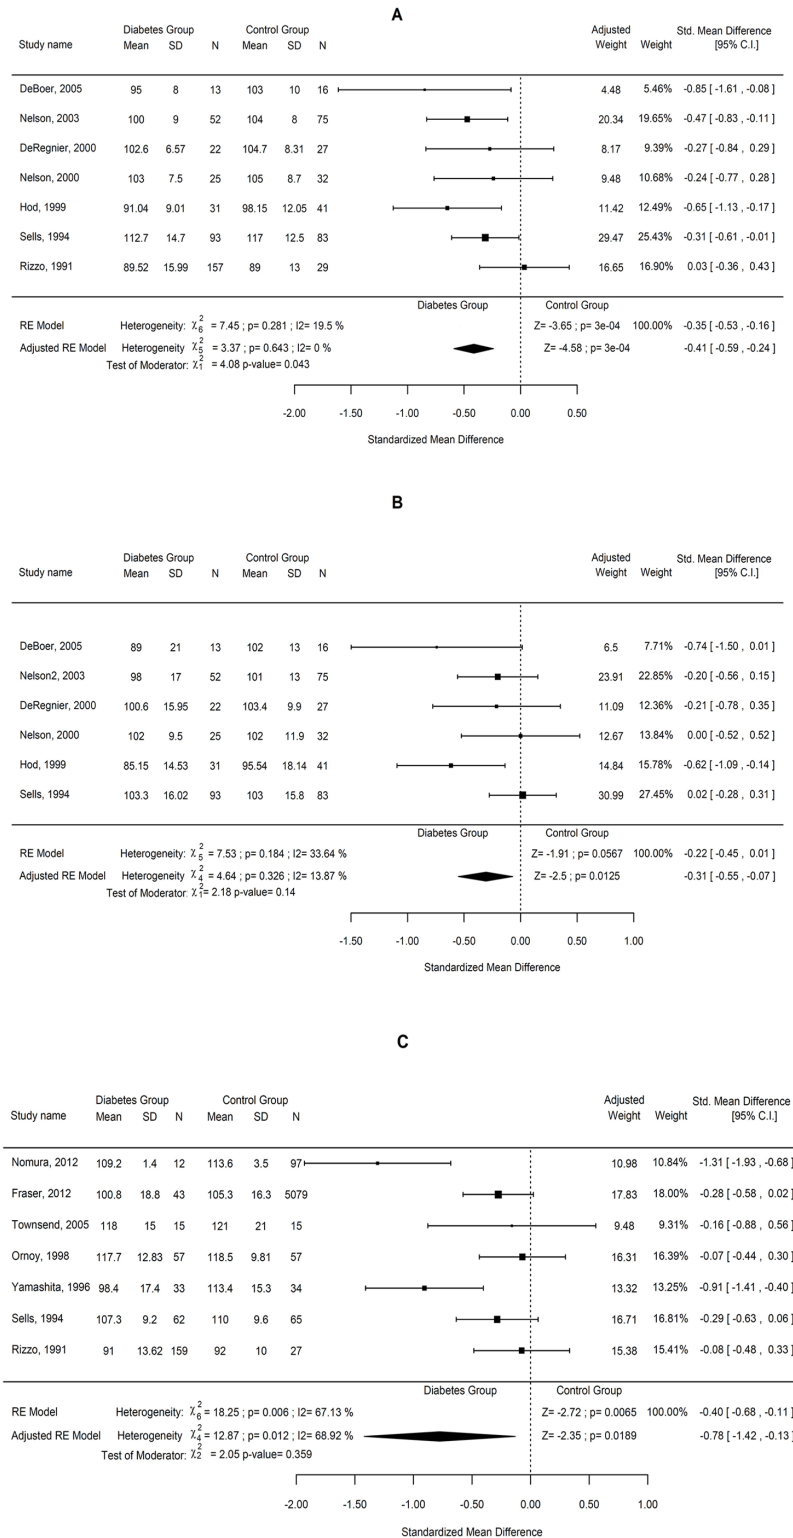 A
Diabetes Group Control Group Adjusted Std. Mean Difference
Study name Mean SD N Mean SD N Weight Weight [95% C.I.]
DeBoer, 2005 95 8 13 103 10 16 4.48 5.46% -0.85 [ -1.61 , -0.08 ]
Nelson, 2003 100 9 52 104 8 75 20.34 19.65% -0.47 [ -0.83 , -0.11 ]
DeRegnier, 2000 102.6 6.57 22 104.7 8.31 27 8.17 9.39% -0.27 [ -0.84 , 0.29 ]
Nelson, 2000 103 7.5 25 105 8.7 32 9.48 10.68% -0.24 [ -0.77 , 0.28 ]
Hod, 1999 91.04 9.01 31 98.15 12.05 41 11.42 12.49% -0.65 [ -1.13 , -0.17 ]
Sells, 1994 112.7 14.7 93 117 12.5 83 29.47 25.43% -0.31 [ -0.61 , -0.01 ]
Rizzo, 1991 89.52 15.99 157 89 13 29 16.65 16.90% 0.03 [ -0.36 , 0.43 ]
Diabetes Group Control Group
RE Model Heterogeneity: χ²₆ = 7.45 ; p= 0.281 ; I2= 19.5 % Z= -3.65 ; p= 3e-04 100.00% -0.35 [ -0.53 , -0.16 ]
Adjusted RE Model Heterogeneity χ²₅ = 3.37 ; p= 0.643 ; I2= 0 % Z= -4.58 ; p= 3e-04 -0.41 [ -0.59 , -0.24 ]
Test of Moderator: χ²₁ = 4.08 p-value= 0.043
-2.00 -1.50 -1.00 -0.50 0.00 0.50
Standardized Mean Difference
B
Diabetes Group Control Group Adjusted Std. Mean Difference
Study name Mean SD N Mean SD N Weight Weight [95% C.I.]
DeBoer, 2005 89 21 13 102 13 16 6.5 7.71% -0.74 [ -1.50 , 0.01 ]
Nelson2, 2003 98 17 52 101 13 75 23.91 22.85% -0.20 [ -0.56 , 0.15 ]
DeRegnier, 2000 100.6 15.95 22 103.4 9.9 27 11.09 12.36% -0.21 [ -0.78 , 0.35 ]
Nelson, 2000 102 9.5 25 102 11.9 32 12.67 13.84% 0.00 [ -0.52 , 0.52 ]
Hod, 1999 85.15 14.53 31 95.54 18.14 41 14.84 15.78% -0.62 [ -1.09 , -0.14 ]
Sells, 1994 103.3 16.02 93 103 15.8 83 30.99 27.45% 0.02 [ -0.28 , 0.31 ]
Diabetes Group Control Group
RE Model Heterogeneity: χ²₅ = 7.53 ; p= 0.184 ; I2= 33.64 % Z= -1.91 ; p= 0.0567 100.00% -0.22 [ -0.45 , 0.01 ]
Adjusted RE Model Heterogeneity χ²₄ = 4.64 ; p= 0.326 ; I2= 13.87 % Z= -2.5 ; p= 0.0125 -0.31 [ -0.55 , -0.07 ]
Test of Moderator: χ²₁= 2.18 p-value= 0.14
-1.50 -1.00 -0.50 0.00 0.50 1.00
Standardized Mean Difference
C
Diabetes Group Control Group Adjusted Std. Mean Difference
Study name Mean SD N Mean SD N Weight Weight [95% C.I.]
Nomura, 2012 109.2 1.4 12 113.6 3.5 97 10.98 10.84% -1.31 [ -1.93 , -0.68 ]
Fraser, 2012 100.8 18.8 43 105.3 16.3 5079 17.83 18.00% -0.28 [ -0.58 , 0.02 ]
Townsend, 2005 118 15 15 121 21 15 9.48 9.31% -0.16 [ -0.88 , 0.56 ]
Ornoy, 1998 117.7 12.83 57 118.5 9.81 57 16.31 16.39% -0.07 [ -0.44 , 0.30 ]
Yamashita, 1996 98.4 17.4 33 113.4 15.3 34 13.32 13.25% -0.91 [ -1.41 , -0.40 ]
Sells, 1994 107.3 9.2 62 110 9.6 65 16.71 16.81% -0.29 [ -0.63 , 0.06 ]
Rizzo, 1991 91 13.62 159 92 10 27 15.38 15.41% -0.08 [ -0.48 , 0.33 ]
Diabetes Group Control Group
RE Model Heterogeneity: χ²₆ = 18.25 ; p= 0.006 ; I2= 67.13 % Z= -2.72 ; p= 0.0065 100.00% -0.40 [ -0.68 , -0.11 ]
Adjusted RE Model Heterogeneity χ²₄ = 12.87 ; p= 0.012 ; I2= 68.92 % Z= -2.35 ; p= 0.0189 -0.78 [ -1.42 , -0.13 ]
Test of Moderator: χ²₂ = 2.05 p-value= 0.359
-2.00 -1.50 -1.00 -0.50 0.00 0.50 1.00
Standardized Mean Difference